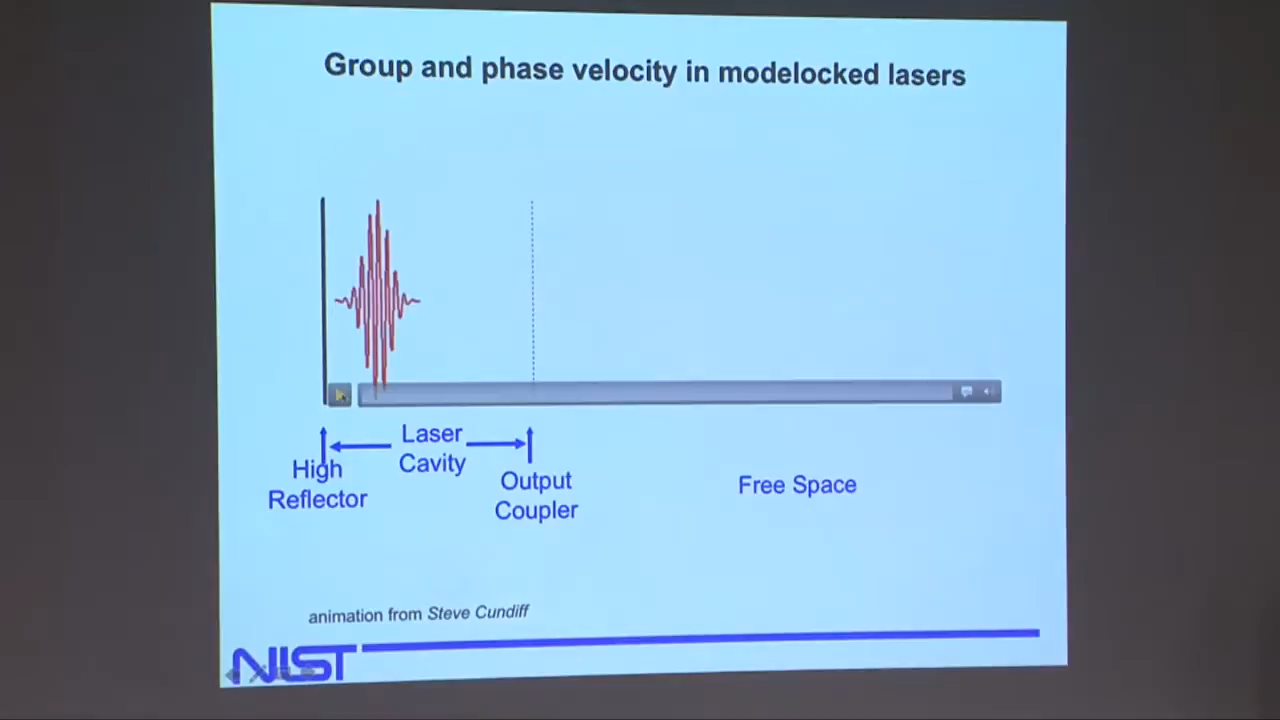 Group and phase velocity in modelocked lasers
Laser
Cavity
High
Reflector
Output
Coupler
Free Space
animation from Steve Cundiff
NIST